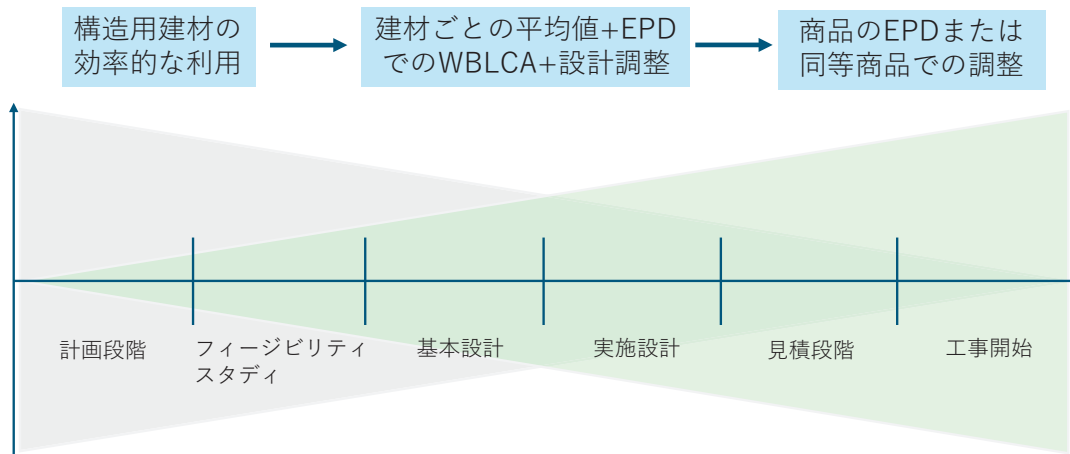 構造用建材の
効率的な利用
建材ごとの平均値+EPD
でのWBLCA+設計調整
商品のEPDまたは
同等商品での調整
計画段階
フィージビリティ
スタディ
基本設計
実施設計
見積段階
工事開始